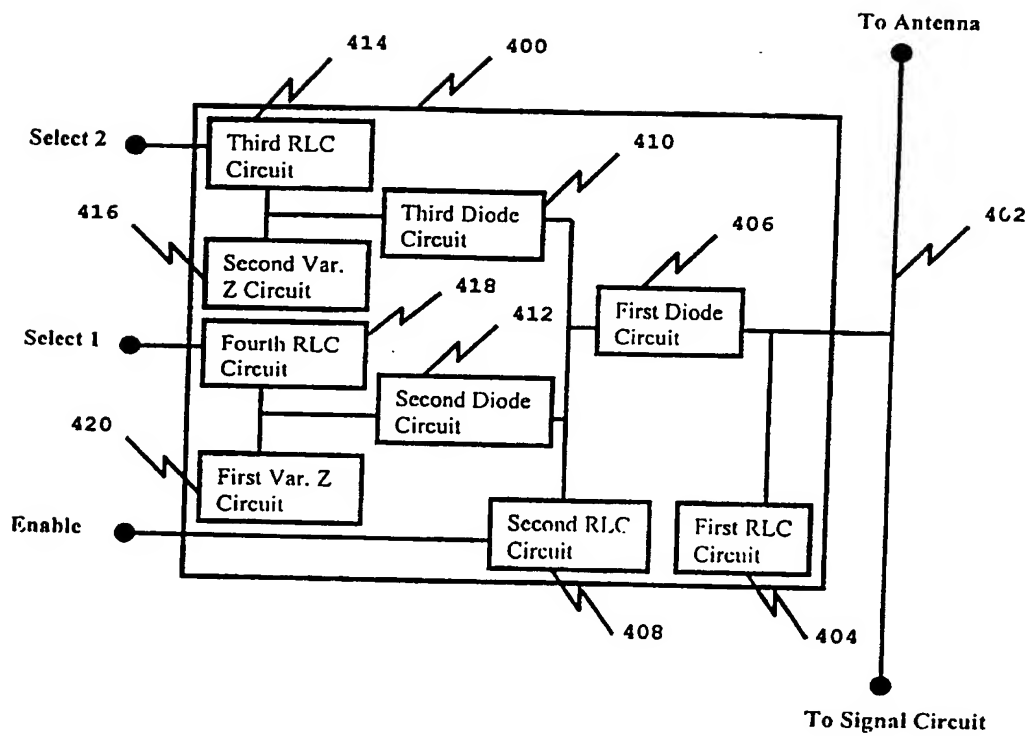 To Antenna
414
400
Select 2
Third RLC
Circuit
410
416
Third Diode
Circuit
406
402
Second Var.
Z Circuit
418
First Diode
Circuit
Select 1
Fourth RLC
Circuit
412
Second Diode
Circuit
420
First Var. Z
Circuit
Enable
Second RLC
Circuit
First RLC
Circuit
408
404
To Signal Circuit